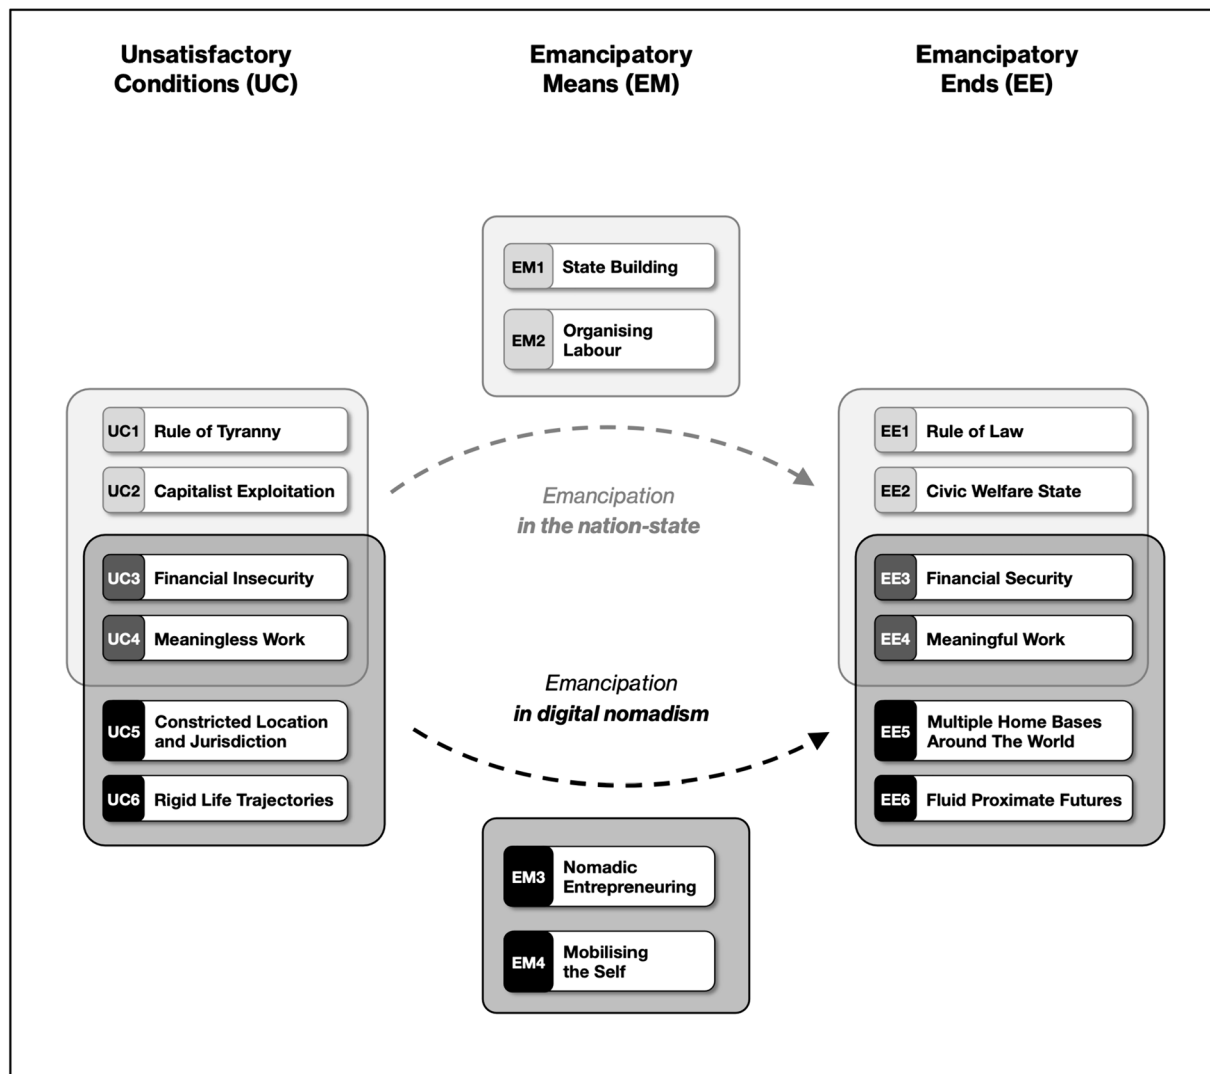 Unsatisfactory
Conditions (UC)
Emancipatory
Means (EM)
Emancipatory
Ends (EE)
EM1 State Building
EM2 Organising
Labour
UC1 Rule of Tyranny
UC2 Capitalist Exploitation
UC3 Financial Insecurity
UC4 Meaningless Work
UC5 Constricted Location
and Jurisdiction
UC6 Rigid Life Trajectories
Emancipation
in the nation-state
Emancipation
in digital nomadism
EM3 Nomadic
Entrepreneuring
EM4 Mobilising
the Self
EE1 Rule of Law
EE2 Civic Welfare State
EE3 Financial Security
EE4 Meaningful Work
EE5 Multiple Home Bases
Around The World
EE6 Fluid Proximate Futures